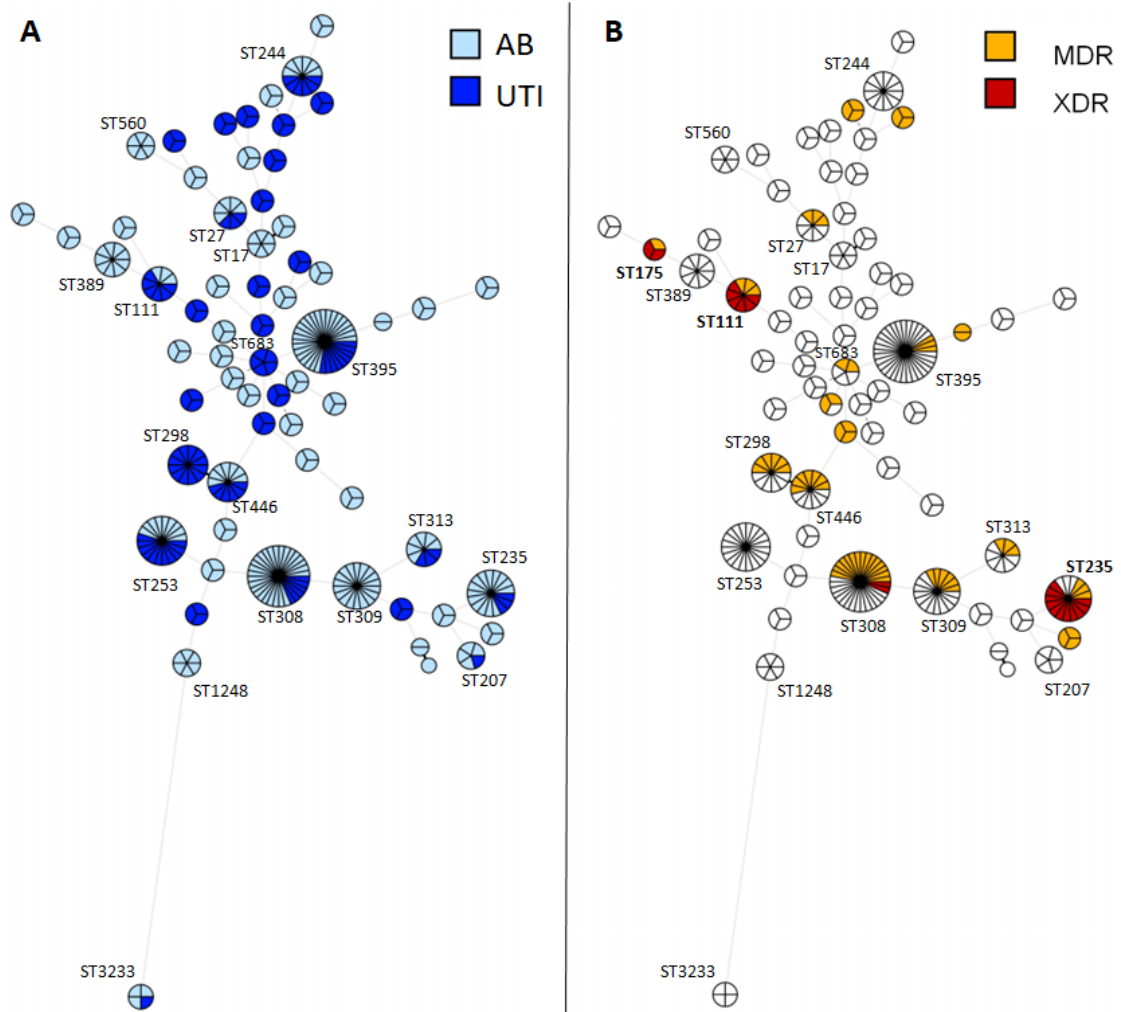 A
AB
UTI
ST244
ST560
ST27
ST17
ST389
ST111
ST683
ST395
ST298
ST446
ST313
ST253
ST235
ST308
ST309
ST207
ST1248
ST3233
B
MDR
XDR
ST244
ST560
ST27
ST17
ST175
ST389
ST111
ST683
ST395
ST298
ST446
ST313
ST253
ST235
ST308
ST309
ST207
ST1248
ST3233